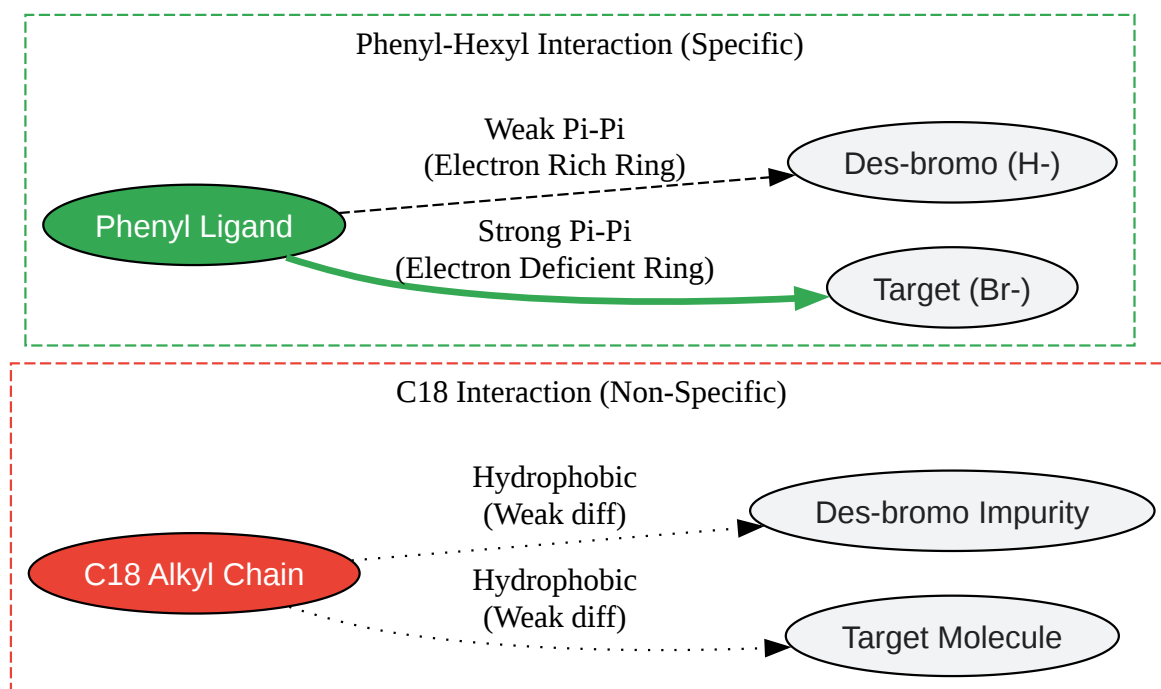 Phenyl-Hexyl Interaction (Specific)
Weak Pi-Pi
(Electron Rich Ring)
Des-bromo (H-)
Phenyl Ligand
Strong Pi-Pi
(Electron Deficient Ring)
Target (Br-)
C18 Interaction (Non-Specific)
Hydrophobic
(Weak diff)
Des-bromo Impurity
C18 Alkyl Chain
Hydrophobic
(Weak diff)
Target Molecule